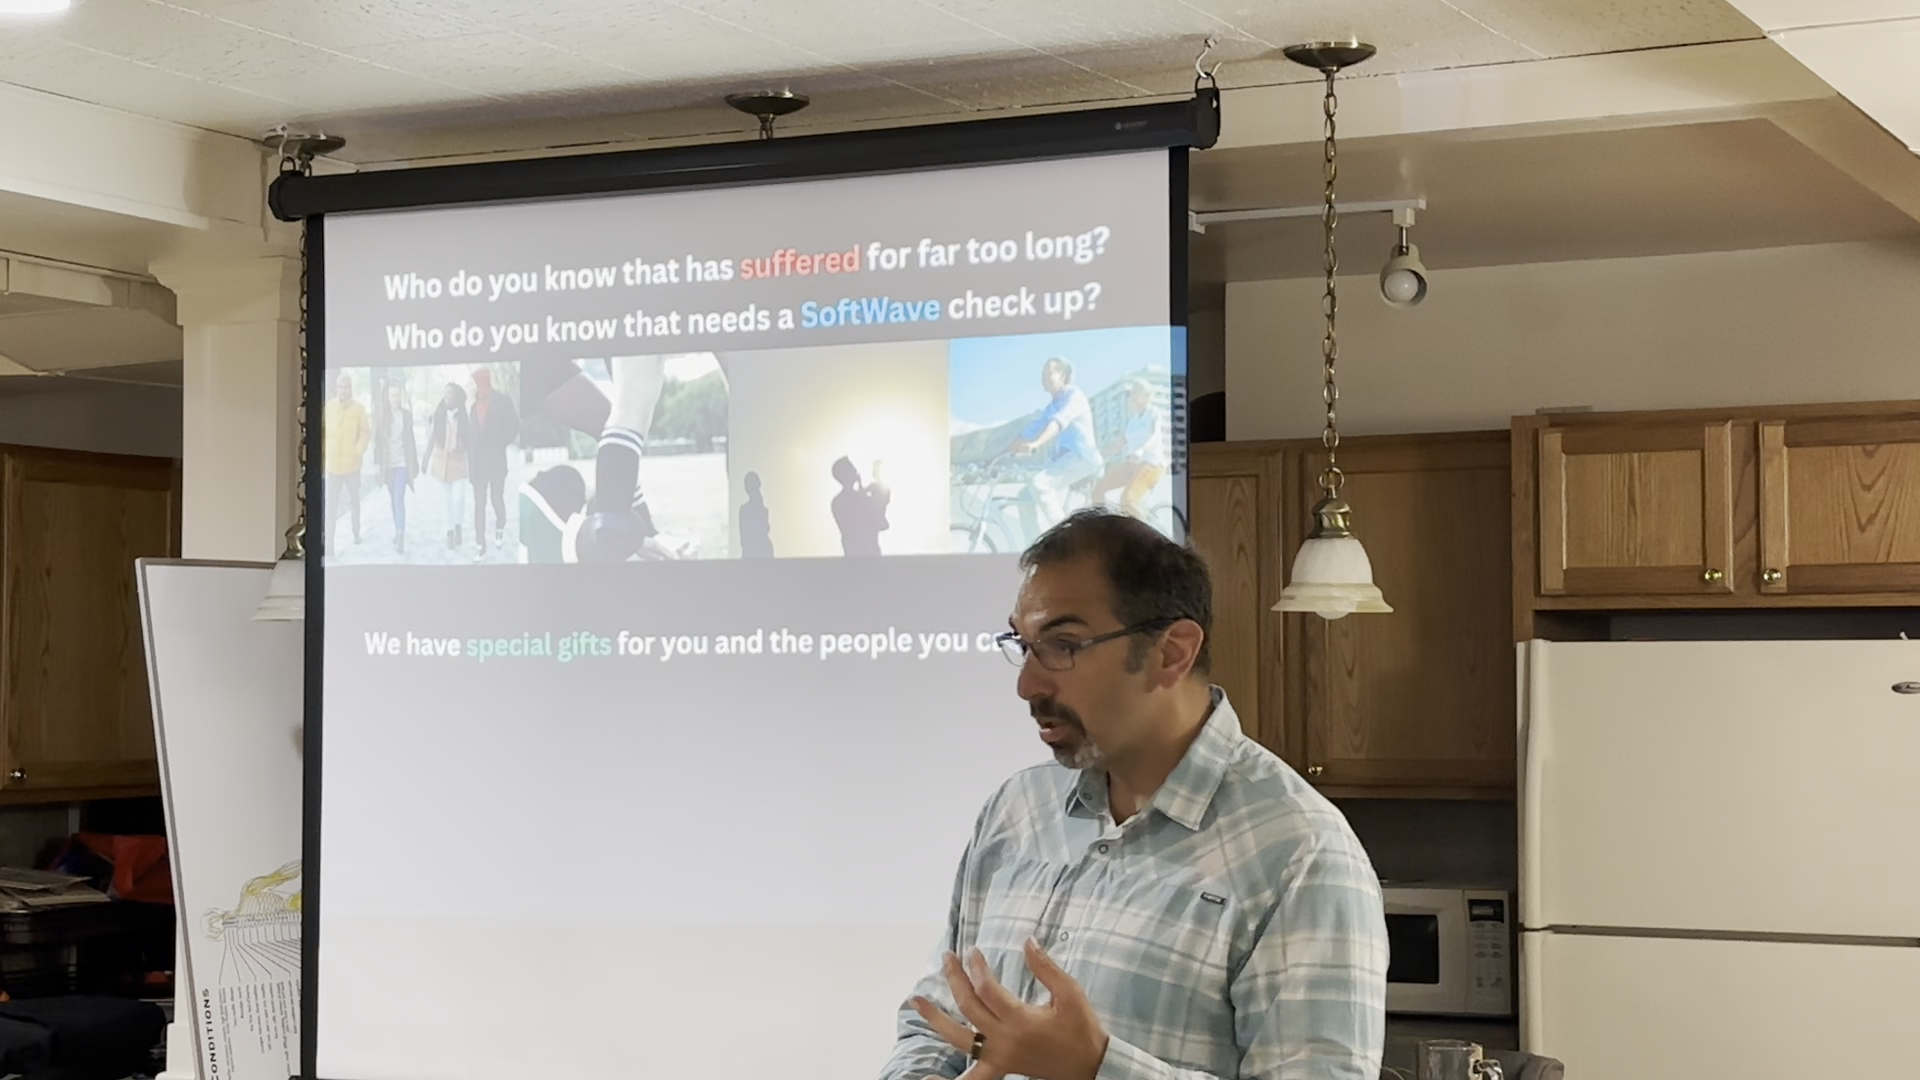 Who do you know that has suffered for far too long?
Who do you know that needs a SoftWave check up?
We have special gifts for you and the people you
CONDITIONS